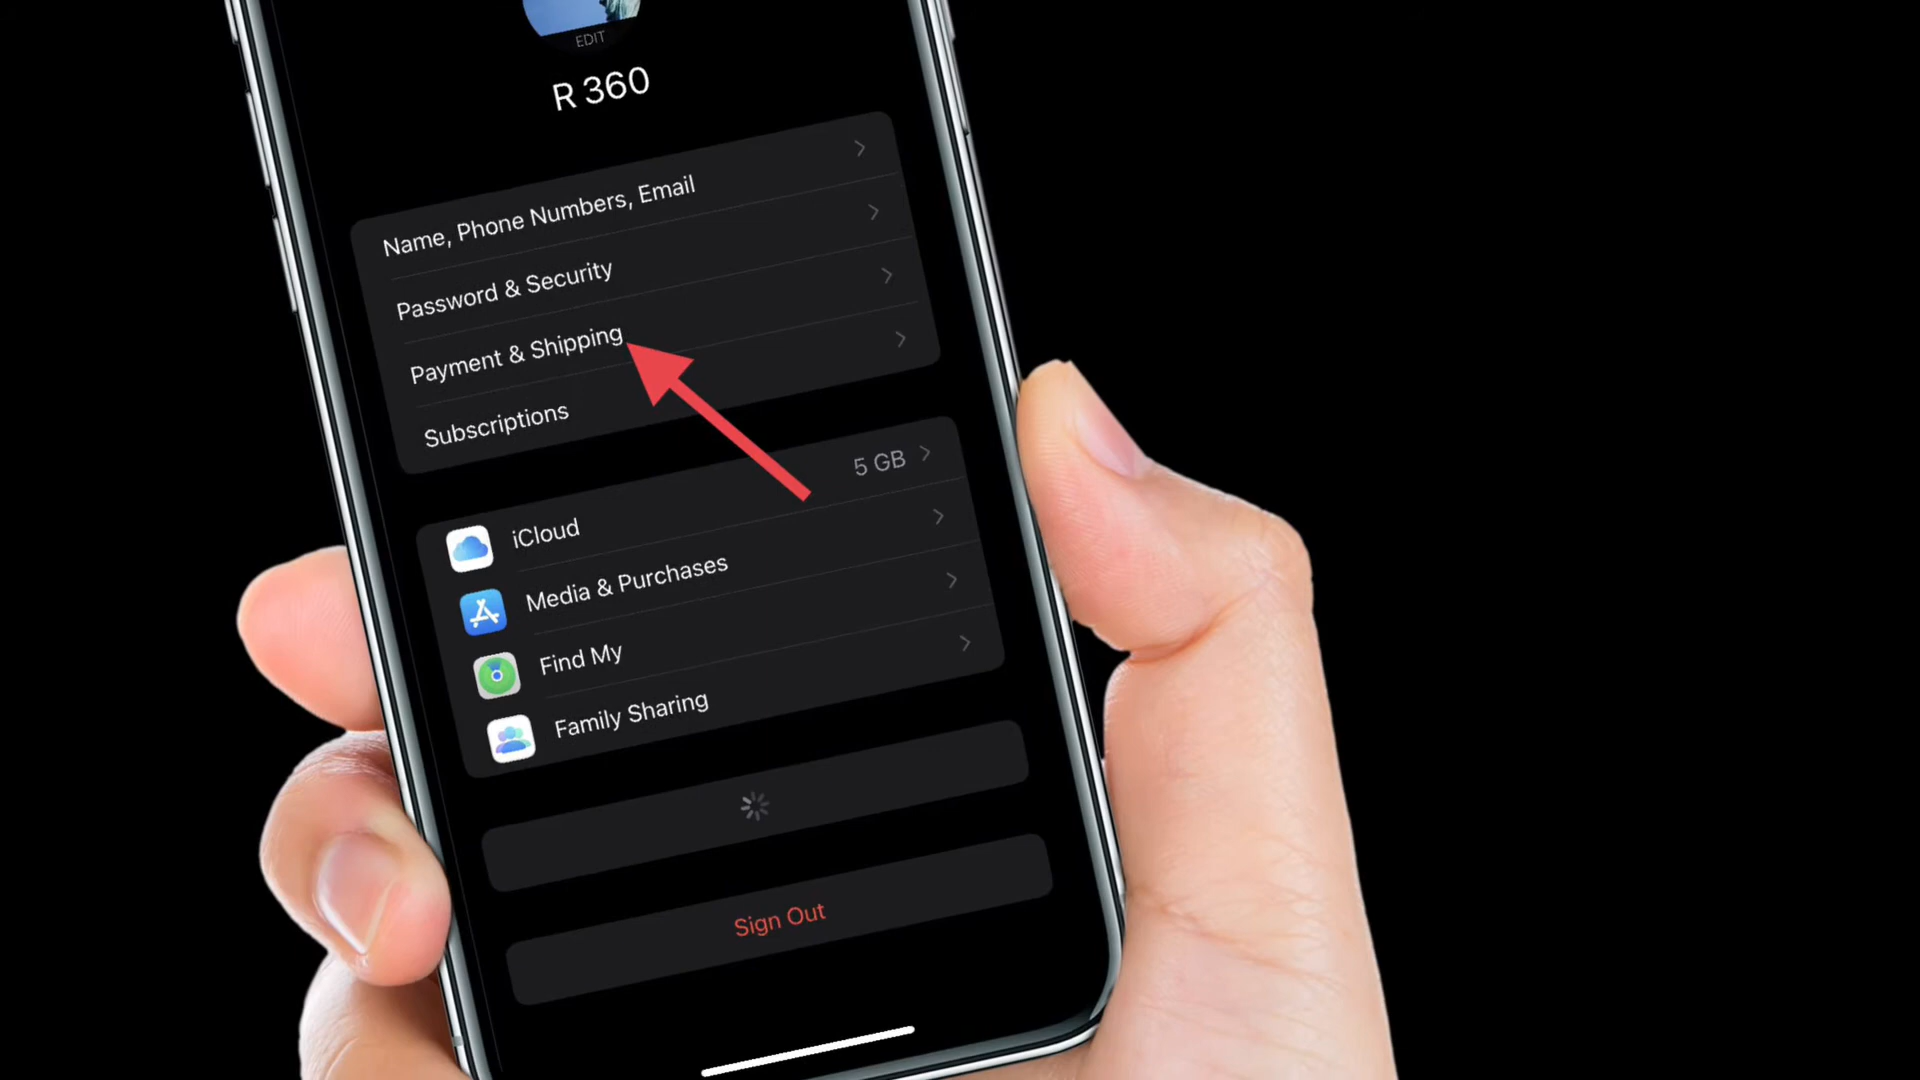 EDIT
R 360
Name, Phone Numbers, Email
Password & Security
Payment & Shipping
Subscriptions
iCloud
5 GB
Media & Purchases
Find My
Family Sharing
Sign Out